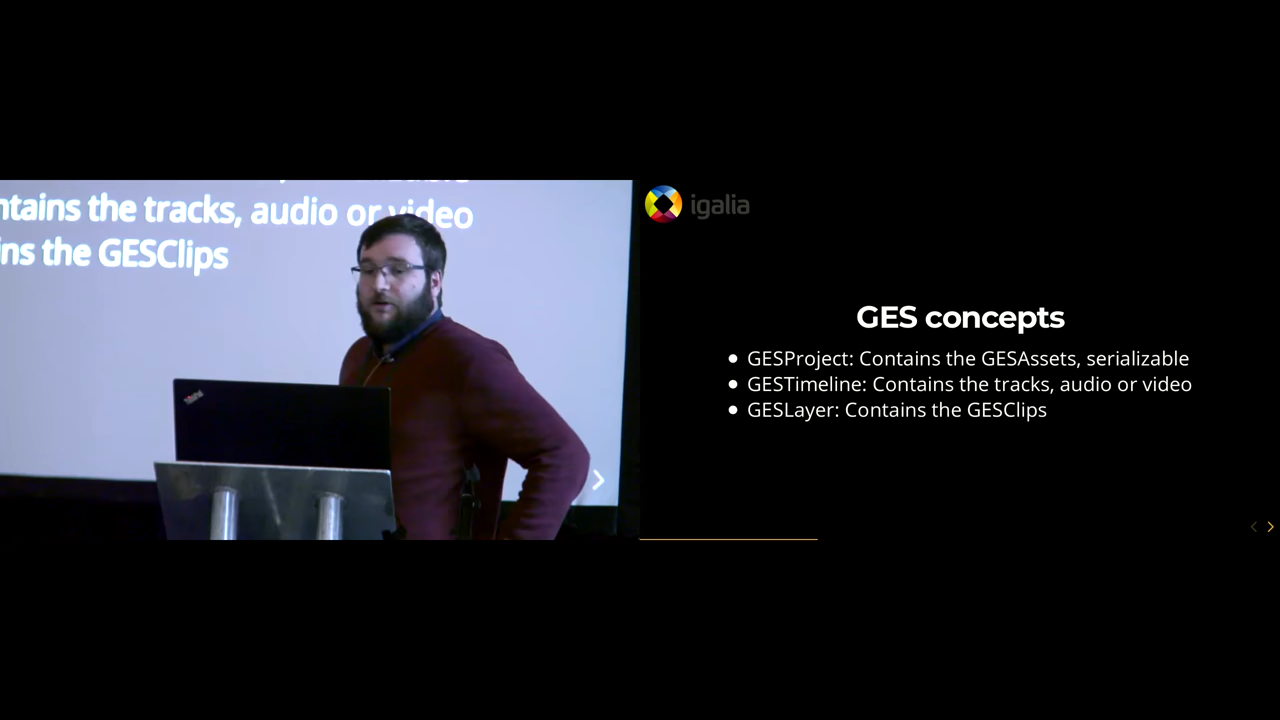 ntains the tracks, audio or video
ins the GESClips
igalia
GES concepts
GESProject: Contains the GESAssets, serializable
GESTimeline: Contains the tracks, audio or video
GESLayer: Contains the GESClips